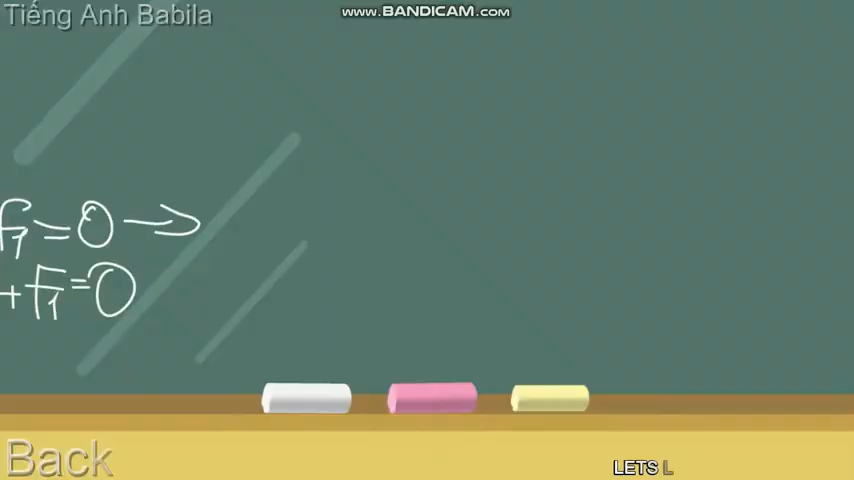 Tiếng Anh Babila
WWW.BANDICAM.COM
F1=0→
+F1=0
Back
LETS L